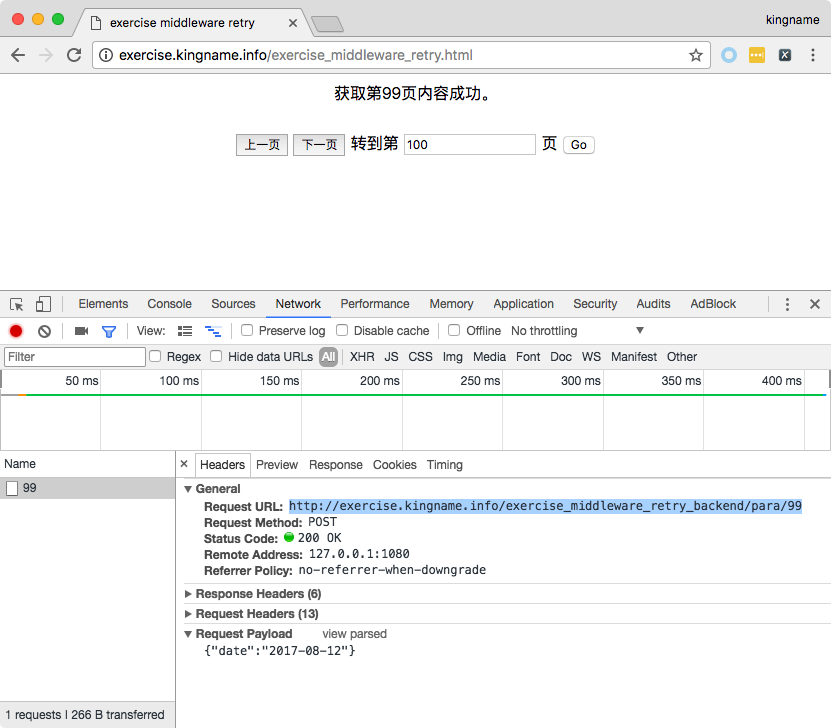 exercise middleware retry
kingname
exercise.kingname.info/exercise_middleware_retry.html
获取第99页内容成功。
上一页 下一页 转到第 100 页 Go
Elements Console Sources Network Performance Memory Application Security Audits AdBlock
View: Preserve log Disable cache Offline No throttling
Filter Regex Hide data URLs All XHR JS CSS Img Media Font Doc WS Manifest Other
50 ms 100 ms 150 ms 200 ms 250 ms 300 ms 350 ms 400 ms
Name Headers Preview Response Cookies Timing
99
General
Request URL: http://exercise.kingname.info/exercise_middleware_retry_backend/para/99
Request Method: POST
Status Code: 200 OK
Remote Address: 127.0.0.1:1080
Referrer Policy: no-referrer-when-downgrade
Response Headers (6)
Request Headers (13)
Request Payload view parsed
{"date":"2017-08-12"}
1 requests | 266 B transferred